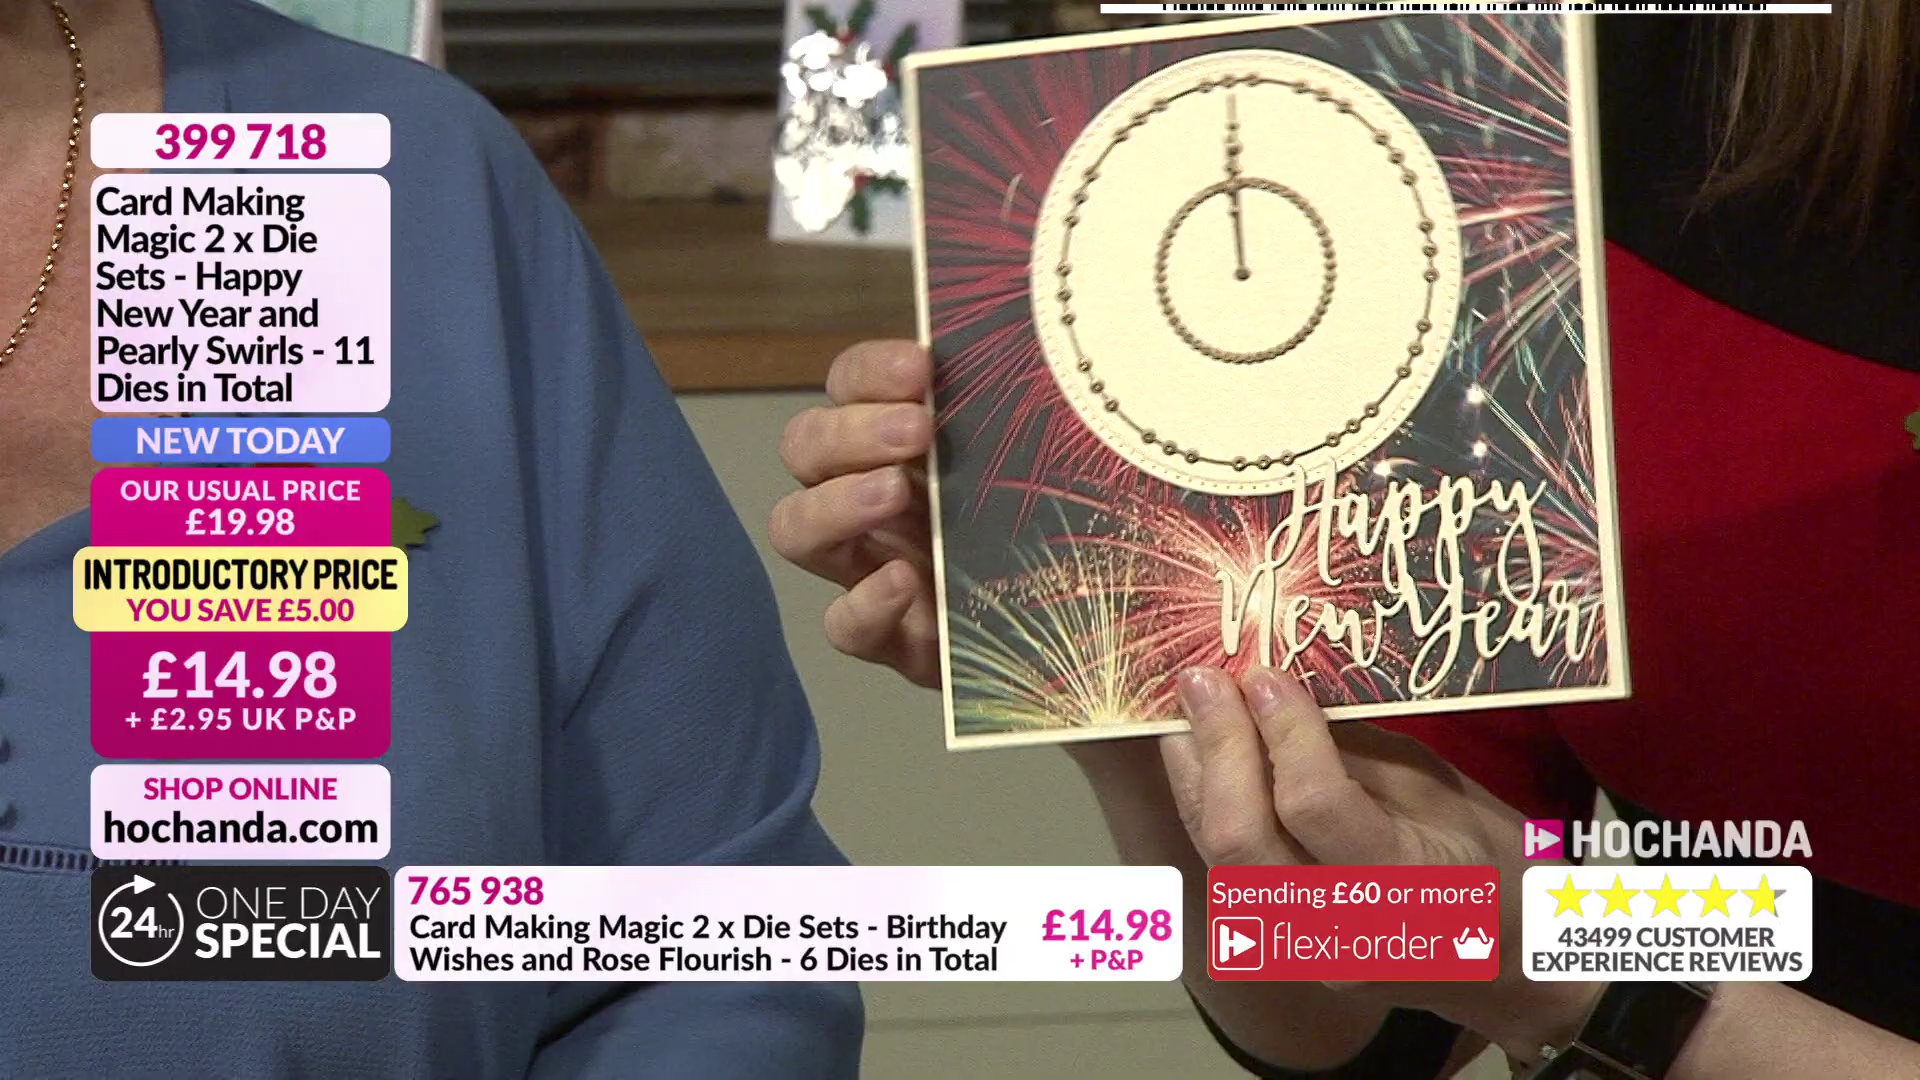 399 718
Card Making
Magic 2 x Die
Sets - Happy
New Year and
Pearly Swirls - 11
Dies in Total
NEW TODAY
OUR USUAL PRICE
£19.98
INTRODUCTORY PRICE
YOU SAVE £5.00
£14.98
+ £2.95 UK P&P
SHOP ONLINE
hochanda.com
24hr
ONE DAY
SPECIAL
765 938
Card Making Magic 2 x Die Sets - Birthday
Wishes and Rose Flourish - 6 Dies in Total
£14.98
+ P&P
Happy
New Year
Spending £60 or more?
flexi-order
HOCHANDA
43499 CUSTOMER
EXPERIENCE REVIEWS